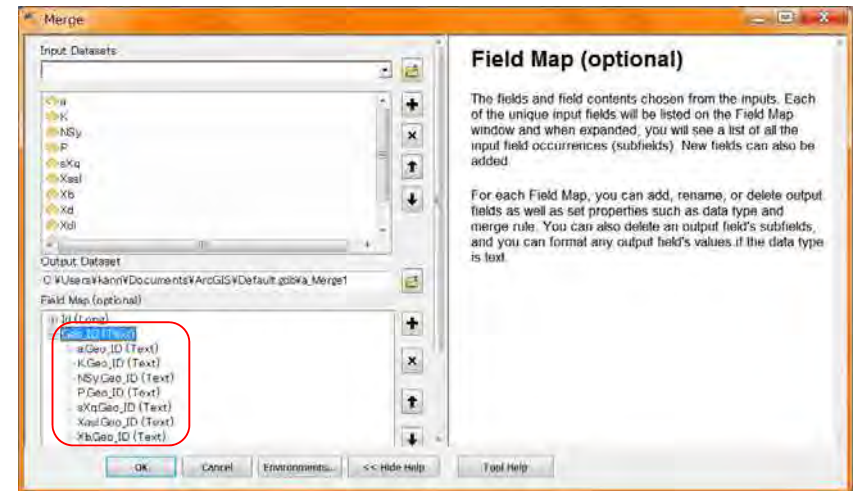 Merge
Input Datasets
a
K
NSy
P
sXq
Xasl
Xb
Xd
Xdl
Output Dataset
C:¥Users¥kanri¥Documents¥ArcGIS¥Default.gdb¥a_Merge1
Field Map (optional)
Id (Long)
Geo_ID (Text)
a.Geo_ID (Text)
K.Geo_ID (Text)
NSy.Geo_ID (Text)
P.Geo_ID (Text)
sXq.Geo_ID (Text)
Xasl.Geo_ID (Text)
Xb.Geo_ID (Text)
OK
Cancel
Environments...
<< Hide Help
Tool Help
Field Map (optional)
The fields and field contents chosen from the inputs. Each
of the unique input fields will be listed on the Field Map
window and when expanded, you will see a list of all the
input field occurrences (subfields). New fields can also be
added.
For each Field Map, you can add, rename, or delete output
fields as well as set properties such as data type and
merge rule. You can also delete an output field's subfields,
and you can format any output field's values if the data type
is text.